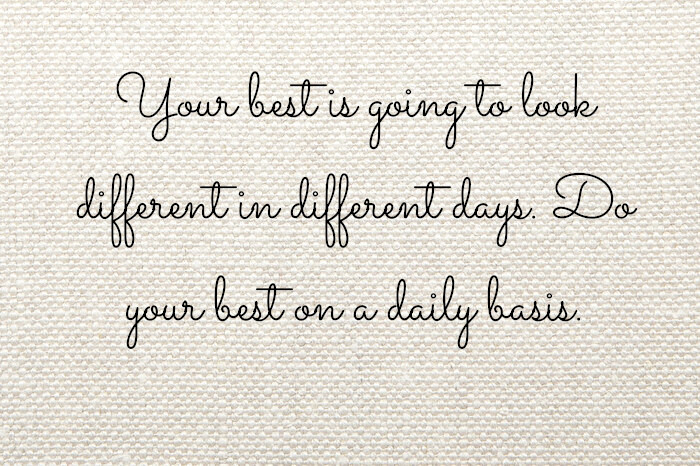 Your best is going to look
different in different days. Do
your best on a daily basis.